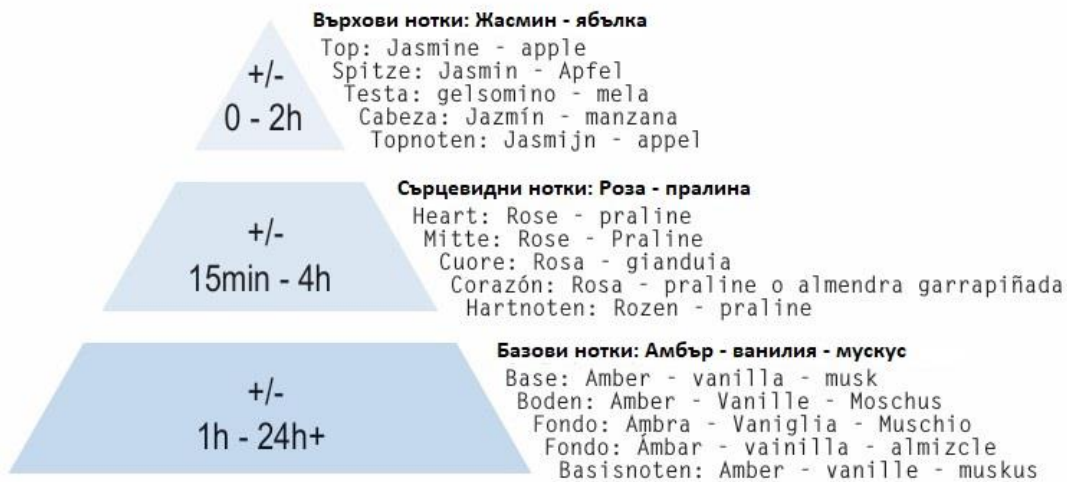 Върхови нотки: Жасмин - ябълка
Top: Jasmine - apple
Spitze: Jasmin - Apfel
Testa: gelsomino - mela
Cabeza: Jazmín - manzana
Topnoten: Jasmijn - appel
+/-
0 - 2h
Сърцевидни нотки: Роза - пралина
Heart: Rose - praline
Mitte: Rose - Praline
Cuore: Rosa - gianduia
Corazón: Rosa - praline o almendra garrapiñada
Hartnoten: Rozen - praline
+/-
15min - 4h
Базови нотки: Амбър - ванилия - мускус
Base: Amber - vanilla - musk
Boden: Amber - Vanille - Moschus
Fondo: Ambra - Vaniglia - Muschio
Fondo: Ámbar - vainilla - almizcle
Basisnoten: Amber - vanille - muskus
+/-
1h - 24h+